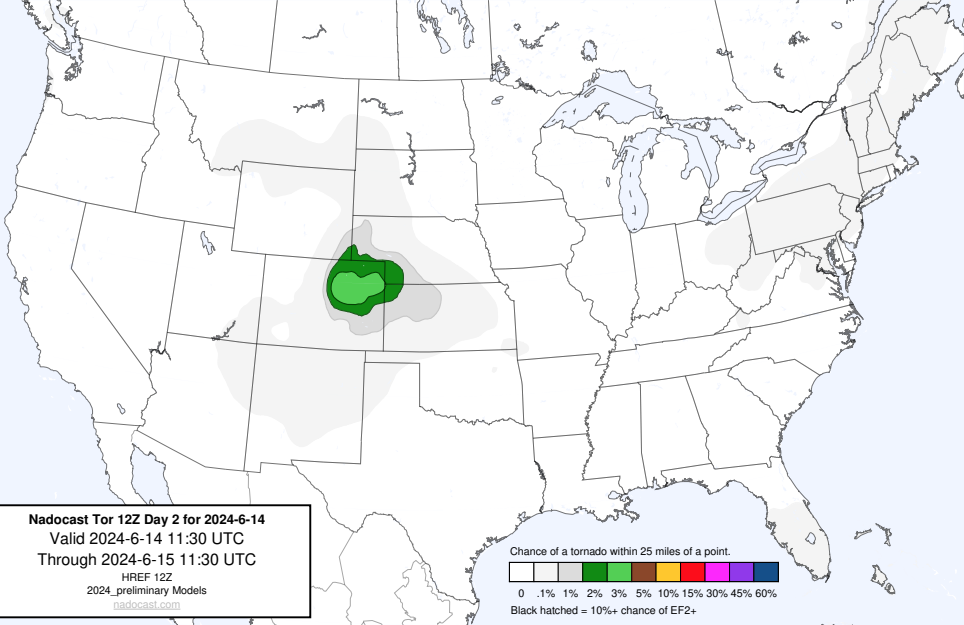 Nadocast Tor 12Z Day 2 for 2024-6-14
Valid 2024-6-14 11:30 UTC
Through 2024-6-15 11:30 UTC
HREF 12Z
2024_preliminary Models
nadocast.com
Chance of a tornado within 25 miles of a point.
0 .1% 1% 2% 3% 5% 10% 15% 30% 45% 60%
Black hatched = 10%+ chance of EF2+